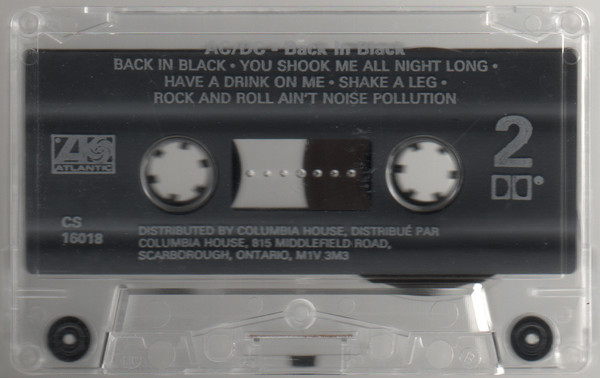 AC/DC - Back In Black
BACK IN BLACK • YOU SHOOK ME ALL NIGHT LONG •
HAVE A DRINK ON ME • SHAKE A LEG •
ROCK AND ROLL AIN'T NOISE POLLUTION
ATLANTIC
2
CS
16018
DISTRIBUTED BY COLUMBIA HOUSE, DISTRIBUÉ PAR
COLUMBIA HOUSE, 815 MIDDLEFIELD ROAD,
SCARBOROUGH, ONTARIO, M1V 3M3